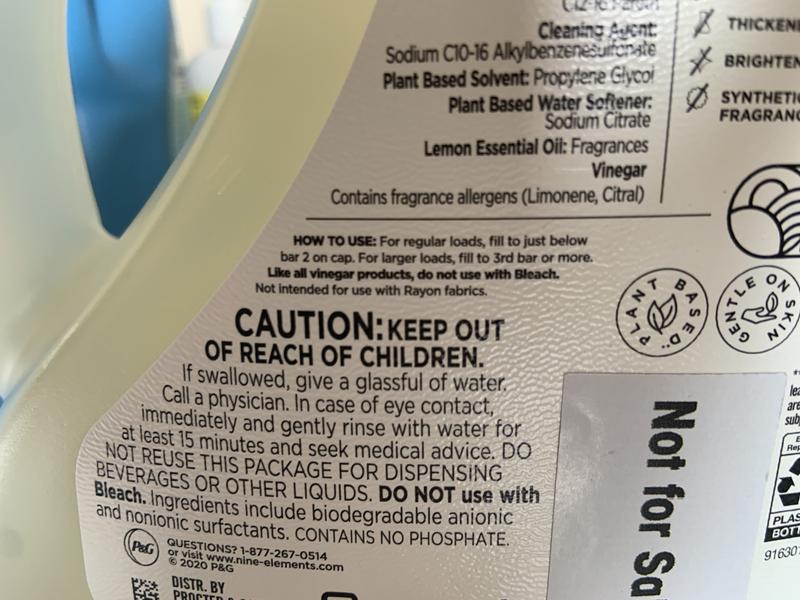 Cleaning Agent:
Sodium C10-16 Alkylbenzenesulfonate
Plant Based Solvent: Propylene Glycol
Plant Based Water Softener:
Sodium Citrate
Lemon Essential Oil: Fragrances
Vinegar
Contains fragrance allergens (Limonene, Citral)
THICKENE
BRIGHTEN
SYNTHETIC
FRAGRANC
HOW TO USE: For regular loads, fill to just below
bar 2 on cap. For larger loads, fill to 3rd bar or more.
Like all vinegar products, do not use with Bleach.
Not intended for use with Rayon fabrics.
PLANT BASED**
GENTLE ON SKIN
CAUTION: KEEP OUT
OF REACH OF CHILDREN.
If swallowed, give a glassful of water.
Call a physician. In case of eye contact,
immediately and gently rinse with water for
at least 15 minutes and seek medical advice. DO
NOT REUSE THIS PACKAGE FOR DISPENSING
BEVERAGES OR OTHER LIQUIDS. DO NOT use with
Bleach. Ingredients include biodegradable anionic
and nonionic surfactants. CONTAINS NO PHOSPHATE.
P&G
QUESTIONS? 1-877-267-0514
or visit www.nine-elements.com
© 2020 P&G
DISTR. BY
Not for Sa
PLAS
BOTT
916301